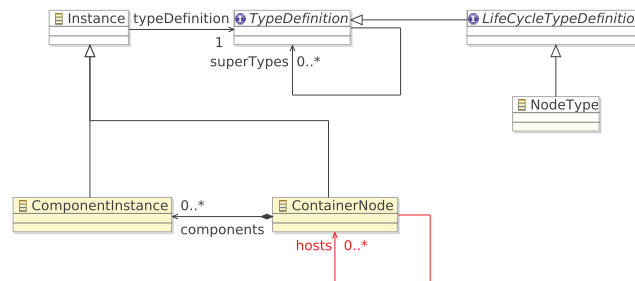 Instance
typeDefinition
1
TypeDefinition
LifeCycleTypeDefinitio
superTypes 0..*
NodeType
ComponentInstance
0..*
components
ContainerNode
hosts 0..*